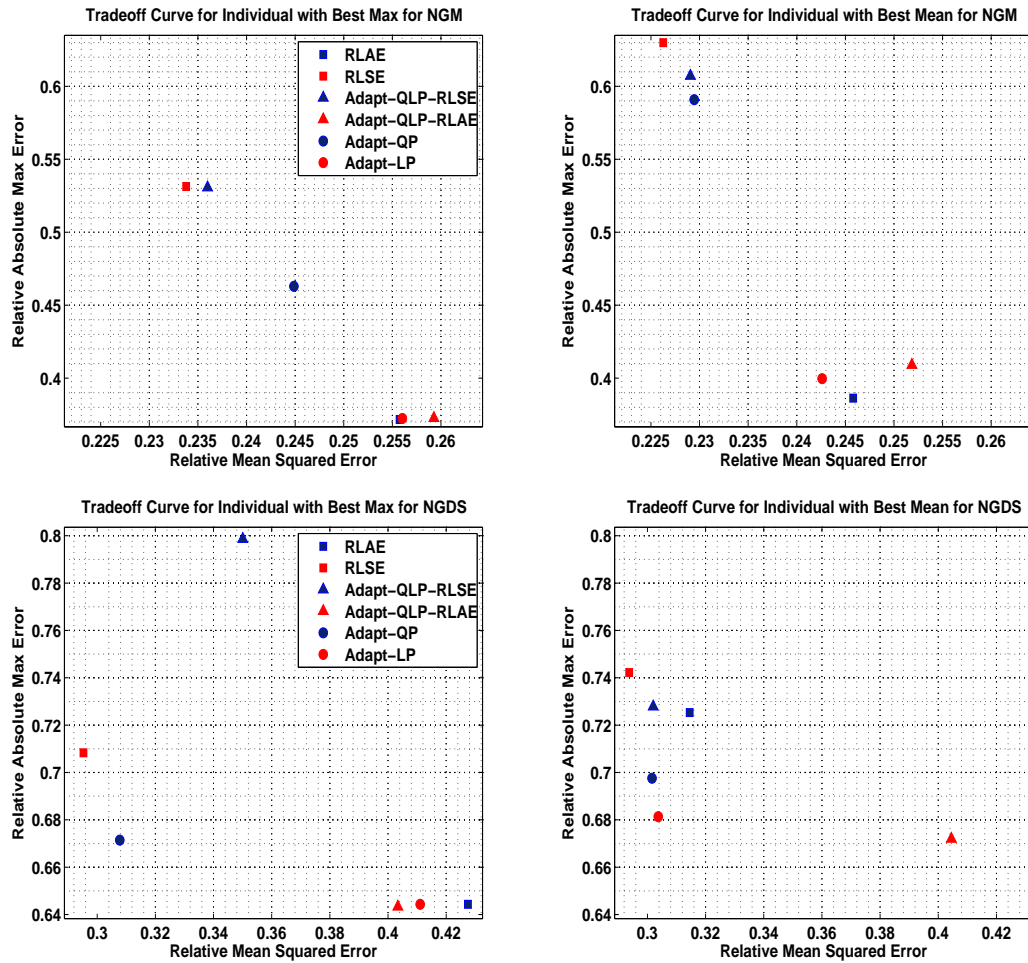 Tradeoff Curve for Individual with Best Max for NGM
Relative Absolute Max Error
0.6
0.55
0.5
0.45
0.4
RLAE
RLSE
Adapt-QLP-RLSE
Adapt-QLP-RLAE
Adapt-QP
Adapt-LP
0.225 0.23 0.235 0.24 0.245 0.25 0.255 0.26
Relative Mean Squared Error
Tradeoff Curve for Individual with Best Mean for NGM
Relative Absolute Max Error
0.6
0.55
0.5
0.45
0.4
0.225 0.23 0.235 0.24 0.245 0.25 0.255 0.26
Relative Mean Squared Error
Tradeoff Curve for Individual with Best Max for NGDS
Relative Absolute Max Error
0.8
0.78
0.76
0.74
0.72
0.7
0.68
0.66
0.64
RLAE
RLSE
Adapt-QLP-RLSE
Adapt-QLP-RLAE
Adapt-QP
Adapt-LP
0.3 0.32 0.34 0.36 0.38 0.4 0.42
Relative Mean Squared Error
Tradeoff Curve for Individual with Best Mean for NGDS
Relative Absolute Max Error
0.8
0.78
0.76
0.74
0.72
0.7
0.68
0.66
0.64
0.3 0.32 0.34 0.36 0.38 0.4 0.42
Relative Mean Squared Error